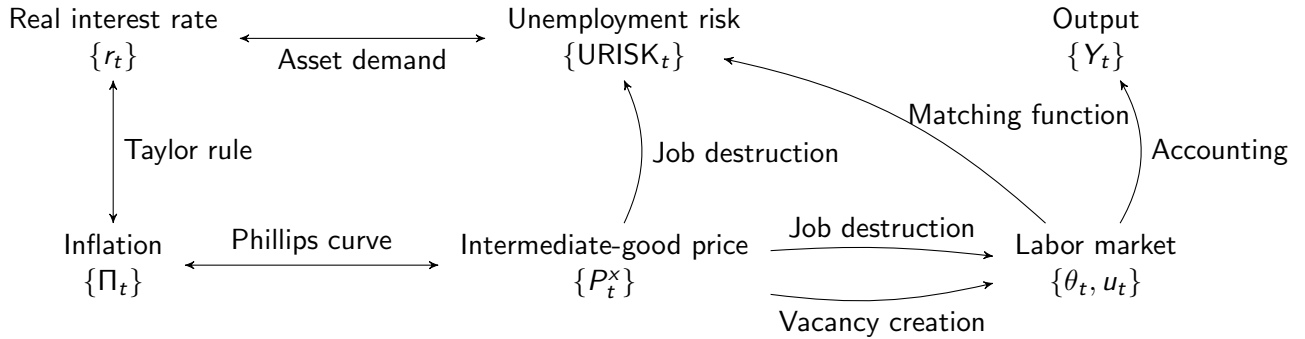 Real interest rate
{r_t}
Unemployment risk
{URISK_t}
Output
{Y_t}
Asset demand
Matching function
Taylor rule
Job destruction
Accounting
Inflation
{Π_t}
Phillips curve
Intermediate-good price
{P_t^x}
Job destruction
Vacancy creation
Labor market
{θ_t, u_t}